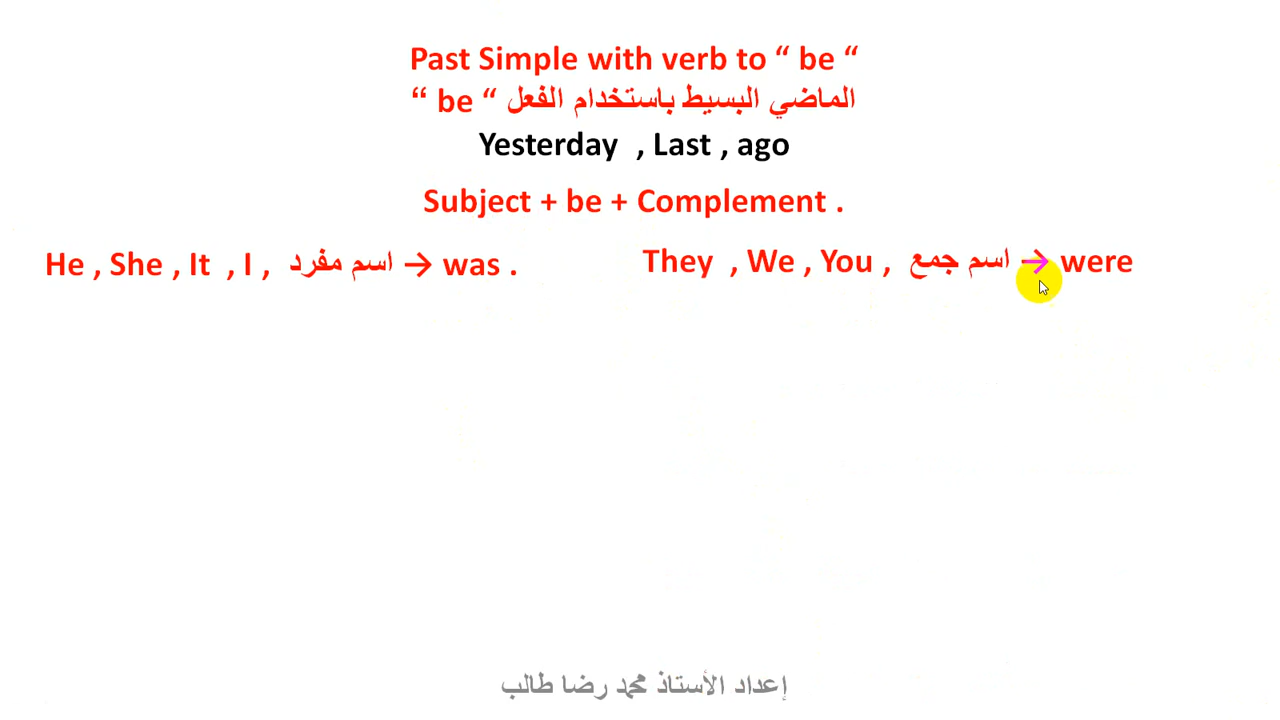 Past Simple with verb to “ be “
الماضي البسيط باستخدام الفعل “ be “
Yesterday , Last , ago
Subject + be + Complement .
He , She , It , I , اسم مفرد → was .
They , We , You , اسم جمع → were
إعداد الأستاذ محمد رضا طالب